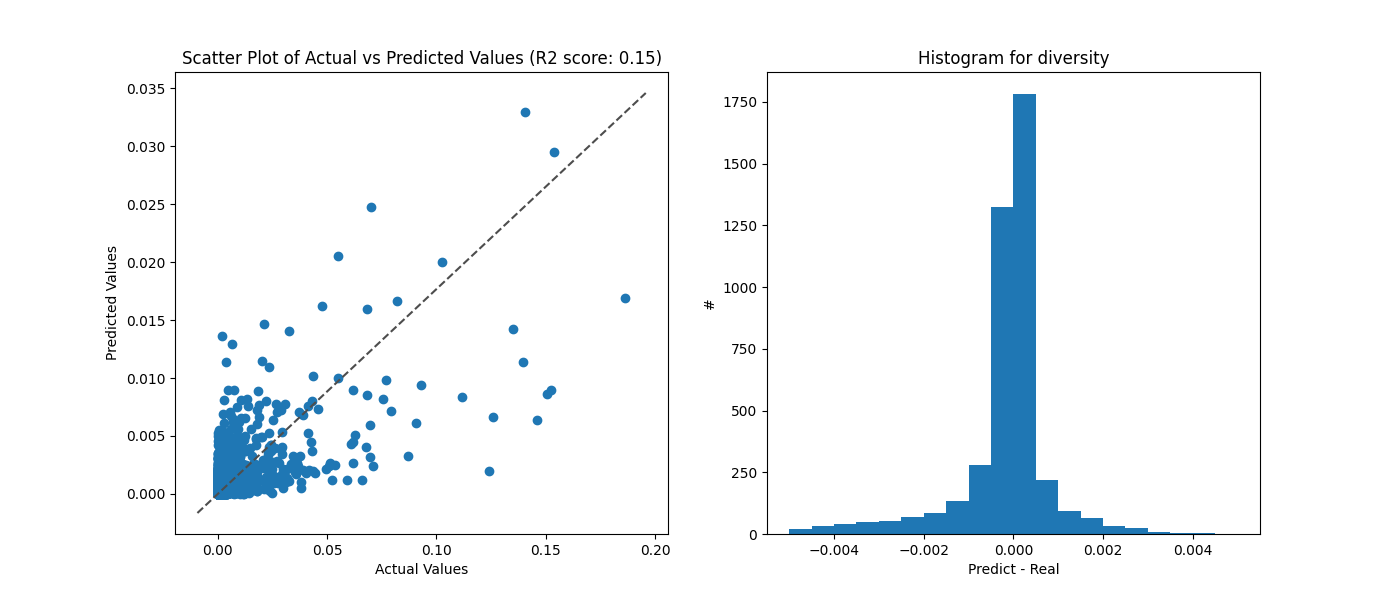 Scatter Plot of Actual vs Predicted Values (R2 score: 0.15)
0.035
0.030
0.025
0.020
0.015
0.010
0.005
0.000
Predicted Values
0.00 0.05 0.10 0.15 0.20
Actual Values
Histogram for diversity
1750
1500
1250
1000
750
500
250
0
#
−0.004 −0.002 0.000 0.002 0.004
Predict - Real